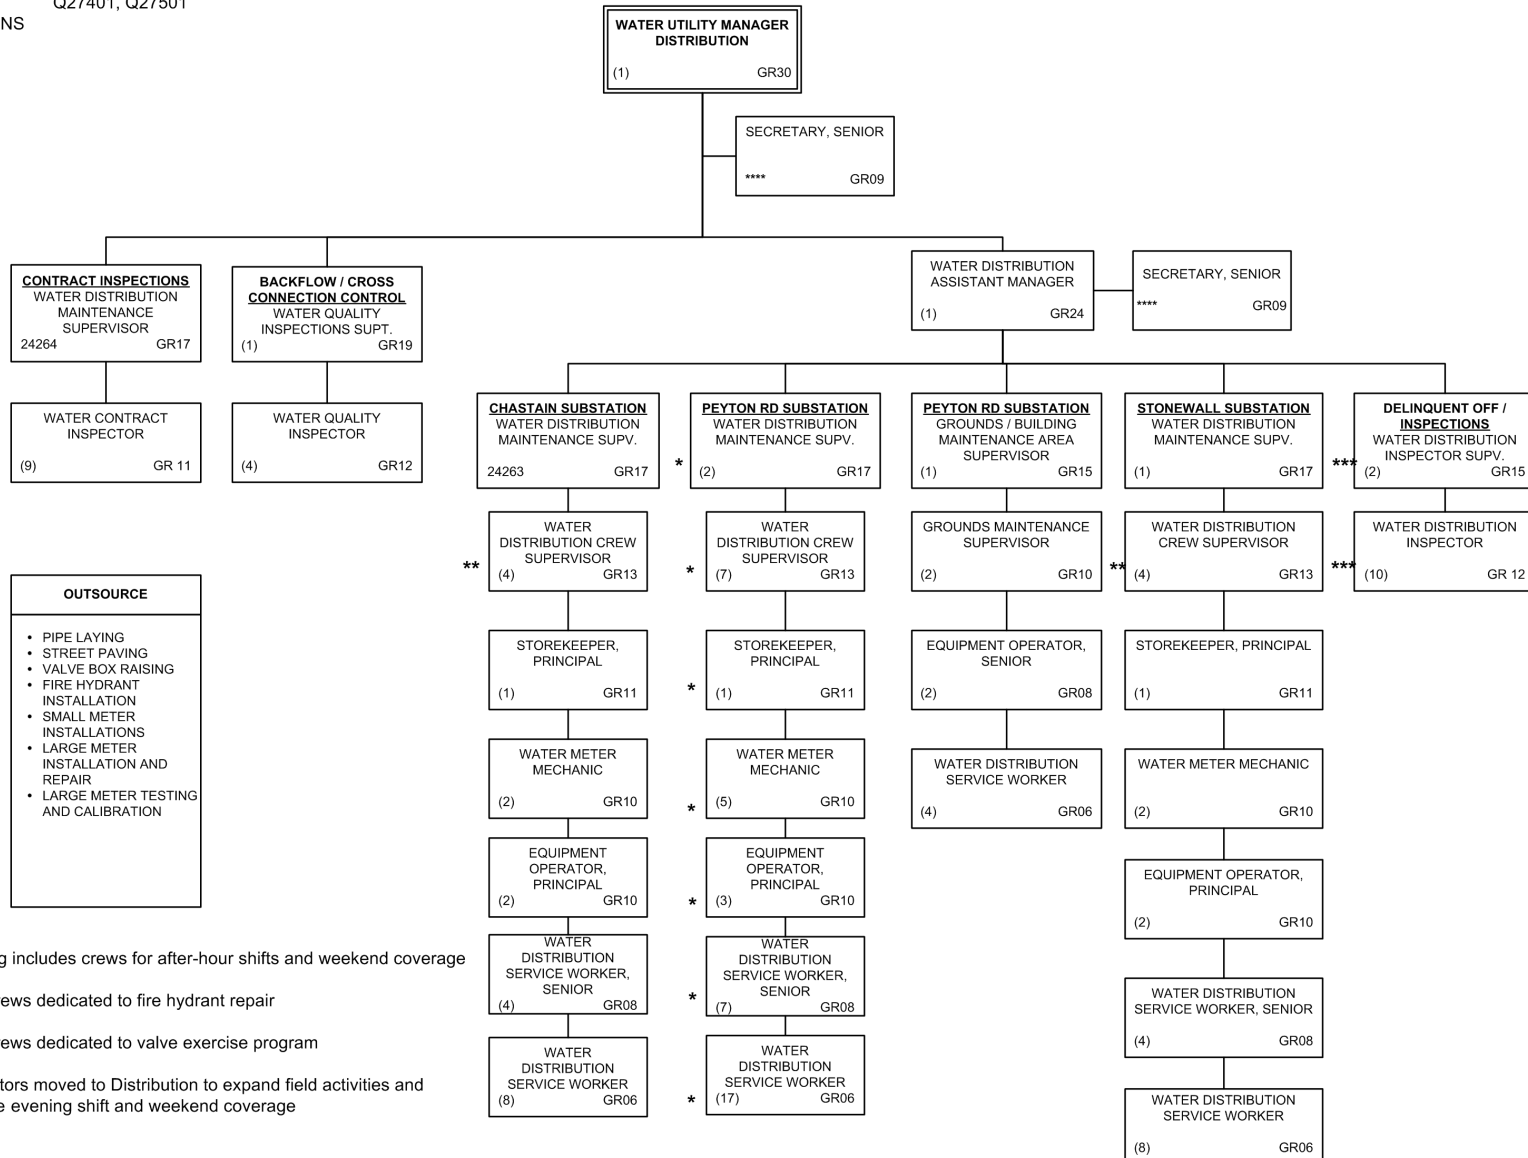 Q27401, Q27501
NS
WATER UTILITY MANAGER
DISTRIBUTION
(1) GR30
SECRETARY, SENIOR
**** GR09
CONTRACT INSPECTIONS
WATER DISTRIBUTION
MAINTENANCE
SUPERVISOR
24264 GR17
BACKFLOW / CROSS
CONNECTION CONTROL
WATER QUALITY
INSPECTIONS SUPT.
(1) GR19
WATER DISTRIBUTION
ASSISTANT MANAGER
(1) GR24
SECRETARY, SENIOR
**** GR09
WATER CONTRACT
INSPECTOR
(9) GR 11
WATER QUALITY
INSPECTOR
(4) GR12
CHASTAIN SUBSTATION
WATER DISTRIBUTION
MAINTENANCE SUPV.
24263 GR17
WATER
DISTRIBUTION CREW
SUPERVISOR
** (4) GR13
STOREKEEPER,
PRINCIPAL
(1) GR11
WATER METER
MECHANIC
(2) GR10
EQUIPMENT
OPERATOR,
PRINCIPAL
(2) GR10
WATER
DISTRIBUTION
SERVICE WORKER,
SENIOR
(4) GR08
WATER
DISTRIBUTION
SERVICE WORKER
(8) GR06
PEYTON RD SUBSTATION
WATER DISTRIBUTION
MAINTENANCE SUPV.
* (2) GR17
WATER
DISTRIBUTION CREW
SUPERVISOR
* (7) GR13
STOREKEEPER,
PRINCIPAL
* (1) GR11
WATER METER
MECHANIC
* (5) GR10
EQUIPMENT
OPERATOR,
PRINCIPAL
* (3) GR10
WATER
DISTRIBUTION
SERVICE WORKER,
SENIOR
* (7) GR08
WATER
DISTRIBUTION
SERVICE WORKER
* (17) GR06
PEYTON RD SUBSTATION
GROUNDS / BUILDING
MAINTENANCE AREA
SUPERVISOR
(1) GR15
GROUNDS MAINTENANCE
SUPERVISOR
(2) GR10
EQUIPMENT OPERATOR,
SENIOR
(2) GR08
WATER DISTRIBUTION
SERVICE WORKER
(4) GR06
STONEWALL SUBSTATION
WATER DISTRIBUTION
MAINTENANCE SUPV.
(1) GR17
WATER DISTRIBUTION
CREW SUPERVISOR
** (4) GR13
STOREKEEPER, PRINCIPAL
(1) GR11
WATER METER MECHANIC
(2) GR10
EQUIPMENT OPERATOR,
PRINCIPAL
(2) GR10
WATER DISTRIBUTION
SERVICE WORKER, SENIOR
(4) GR08
WATER DISTRIBUTION
SERVICE WORKER
(8) GR06
DELINQUENT OFF /
INSPECTIONS
WATER DISTRIBUTION
INSPECTOR SUPV.
*** (2) GR15
WATER DISTRIBUTION
INSPECTOR
*** (10) GR 12
OUTSOURCE
• PIPE LAYING
• STREET PAVING
• VALVE BOX RAISING
• FIRE HYDRANT
INSTALLATION
• SMALL METER
INSTALLATIONS
• LARGE METER
INSTALLATION AND
REPAIR
• LARGE METER TESTING
AND CALIBRATION
g includes crews for after-hour shifts and weekend coverage
ews dedicated to fire hydrant repair
ews dedicated to valve exercise program
tors moved to Distribution to expand field activities and
e evening shift and weekend coverage